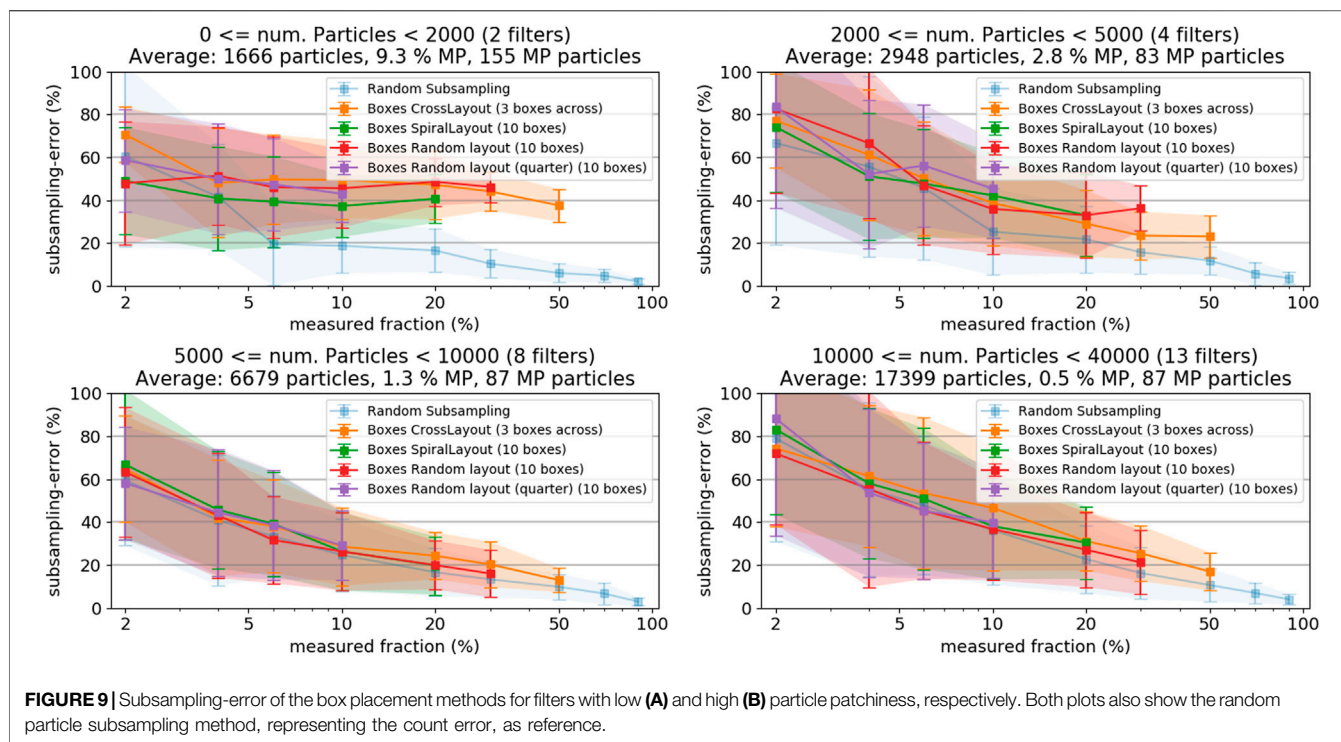 0 <= num. Particles < 2000 (2 filters)
Average: 1666 particles, 9.3 % MP, 155 MP particles
subsampling-error (%)
100
80
60
40
20
0
Random Subsampling
Boxes CrossLayout (3 boxes across)
Boxes SpiralLayout (10 boxes)
Boxes Random layout (10 boxes)
Boxes Random layout (quarter) (10 boxes)
2 5 10 20 50 100
measured fraction (%)
2000 <= num. Particles < 5000 (4 filters)
Average: 2948 particles, 2.8 % MP, 83 MP particles
subsampling-error (%)
100
80
60
40
20
0
Random Subsampling
Boxes CrossLayout (3 boxes across)
Boxes SpiralLayout (10 boxes)
Boxes Random layout (10 boxes)
Boxes Random layout (quarter) (10 boxes)
2 5 10 20 50 100
measured fraction (%)
5000 <= num. Particles < 10000 (8 filters)
Average: 6679 particles, 1.3 % MP, 87 MP particles
subsampling-error (%)
100
80
60
40
20
0
Random Subsampling
Boxes CrossLayout (3 boxes across)
Boxes SpiralLayout (10 boxes)
Boxes Random layout (10 boxes)
Boxes Random layout (quarter) (10 boxes)
2 5 10 20 50 100
measured fraction (%)
10000 <= num. Particles < 40000 (13 filters)
Average: 17399 particles, 0.5 % MP, 87 MP particles
subsampling-error (%)
100
80
60
40
20
0
Random Subsampling
Boxes CrossLayout (3 boxes across)
Boxes SpiralLayout (10 boxes)
Boxes Random layout (10 boxes)
Boxes Random layout (quarter) (10 boxes)
2 5 10 20 50 100
measured fraction (%)
FIGURE 9 | Subsampling-error of the box placement methods for filters with low (A) and high (B) particle patchiness, respectively. Both plots also show the random
particle subsampling method, representing the count error, as reference.